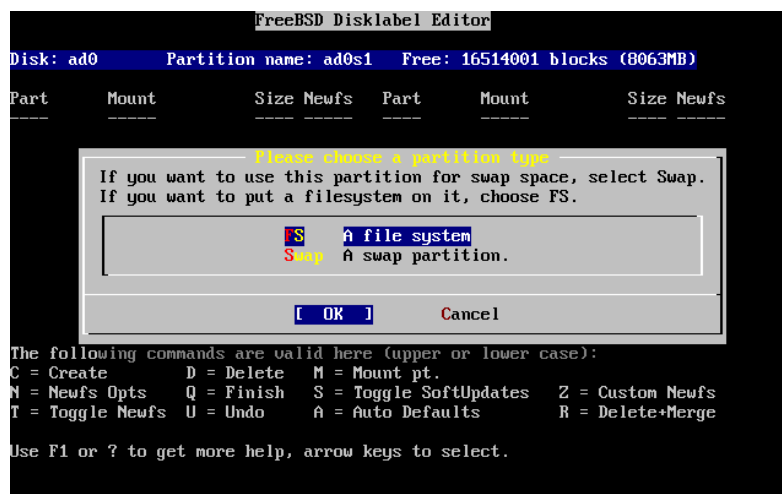 FreeBSD Disklabel Editor
Disk: ad0 Partition name: ad0s1 Free: 16514001 blocks (8063MB)
Part Mount Size Newfs Part Mount Size Newfs
---- ----- ---- ----- ---- ----- ---- -----
Please choose a partition type
If you want to use this partition for swap space, select Swap.
If you want to put a filesystem on it, choose FS.
FS A file system
Swap A swap partition.
[ OK ] Cancel
The following commands are valid here (upper or lower case):
C = Create D = Delete M = Mount pt.
N = Newfs Opts Q = Finish S = Toggle SoftUpdates Z = Custom Newfs
T = Toggle Newfs U = Undo A = Auto Defaults R = Delete+Merge
Use F1 or ? to get more help, arrow keys to select.